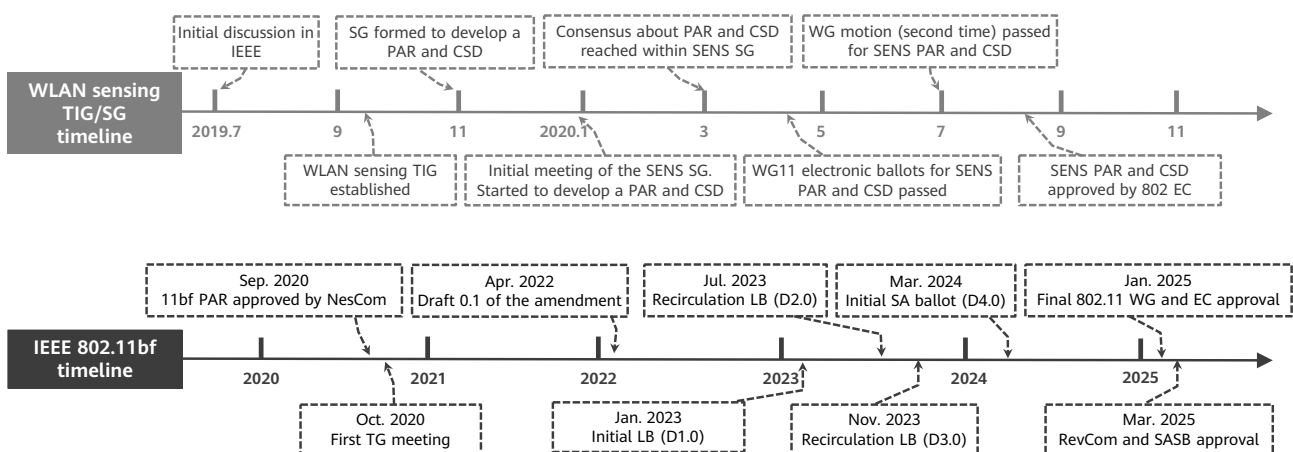 Initial discussion in
IEEE
SG formed to develop a
PAR and CSD
Consensus about PAR and CSD
reached within SENS SG
WG motion (second time) passed
for SENS PAR and CSD
WLAN sensing
TIG/SG
timeline
2019.7
9
11
2020.1
3
5
7
9
11
WLAN sensing TIG
established
Initial meeting of the SENS SG.
Started to develop a PAR and CSD
WG11 electronic ballots for SENS
PAR and CSD passed
SENS PAR and CSD
approved by 802 EC
Sep. 2020
11bf PAR approved by NesCom
Apr. 2022
Draft 0.1 of the amendment
Jul. 2023
Recirculation LB (D2.0)
Mar. 2024
Initial SA ballot (D4.0)
Jan. 2025
Final 802.11 WG and EC approval
IEEE 802.11bf
timeline
2020
2021
2022
2023
2024
2025
Oct. 2020
First TG meeting
Jan. 2023
Initial LB (D1.0)
Nov. 2023
Recirculation LB (D3.0)
Mar. 2025
RevCom and SASB approval